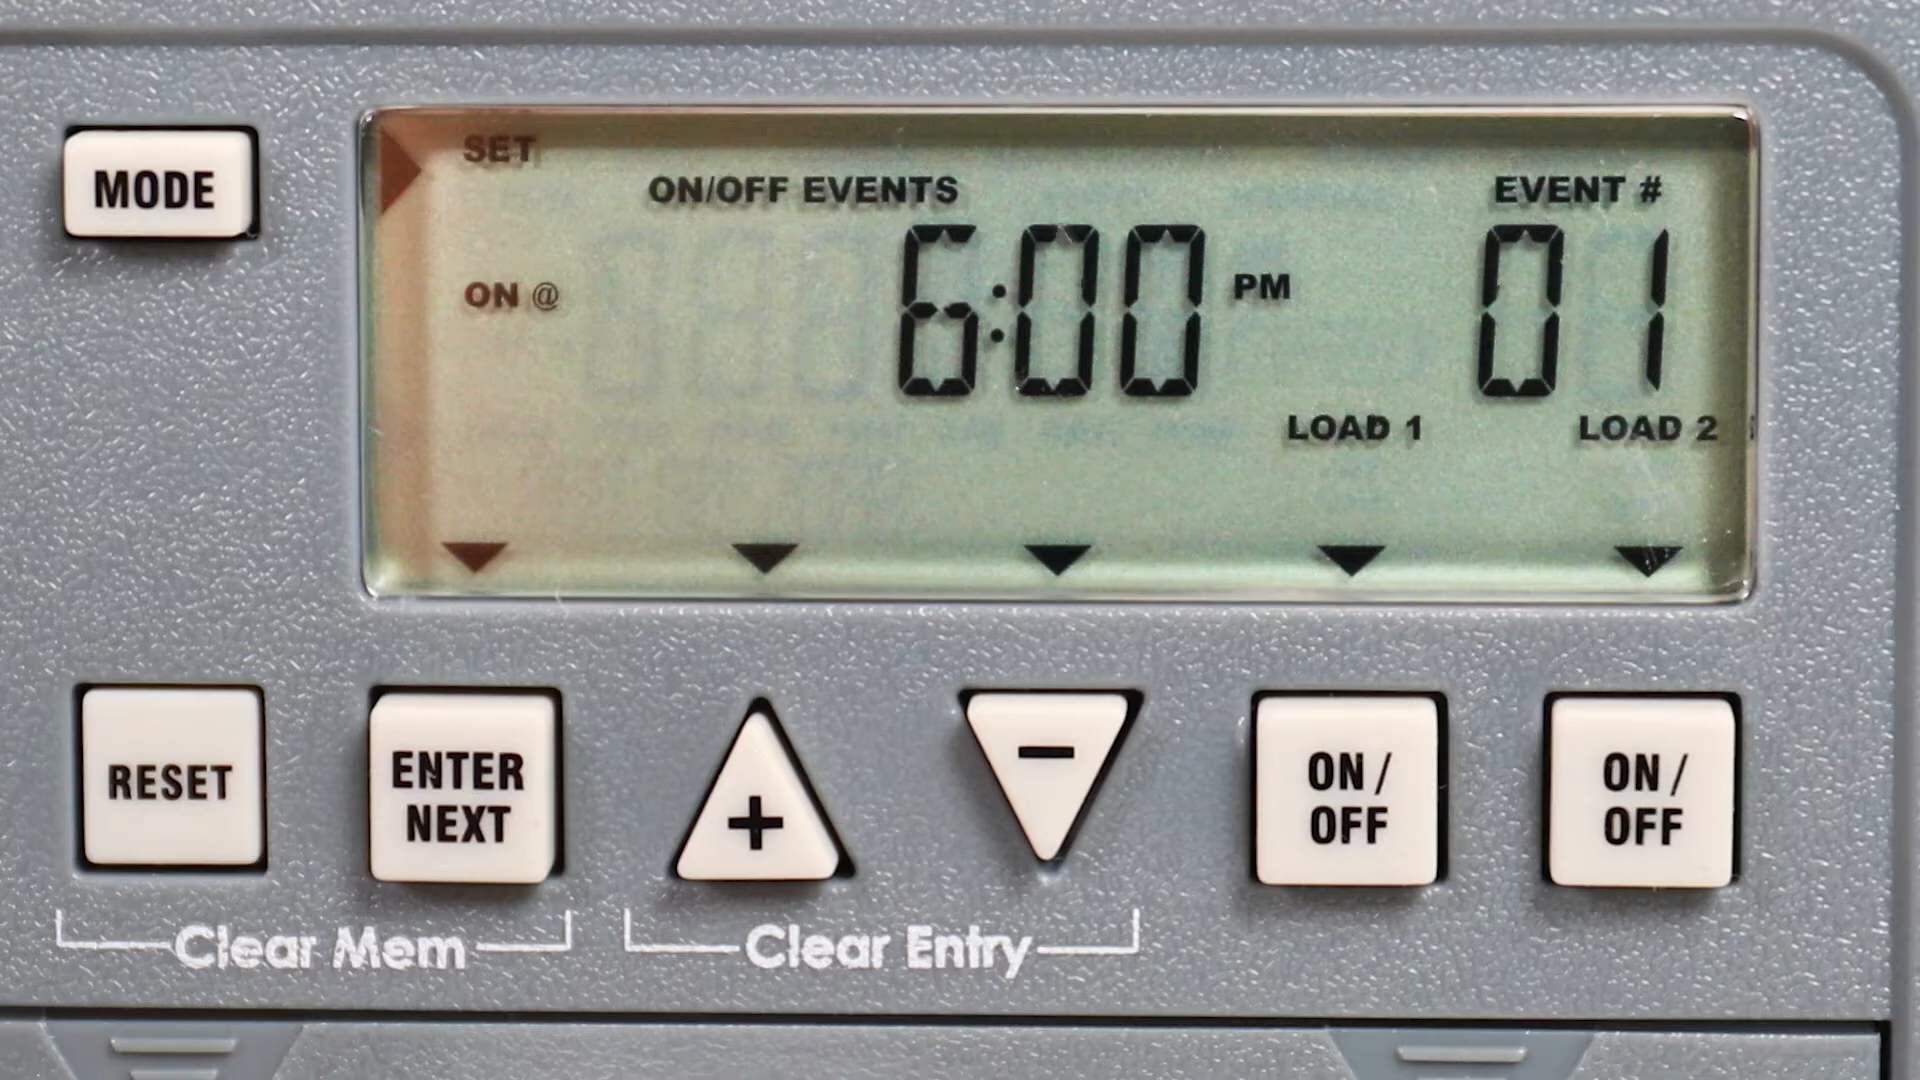 MODE
SET
ON/OFF EVENTS
EVENT #
ON @
6:00 PM
01
LOAD 1
LOAD 2
RESET
ENTER
NEXT
+
−
ON/
OFF
ON/
OFF
Clear Mem
Clear Entry